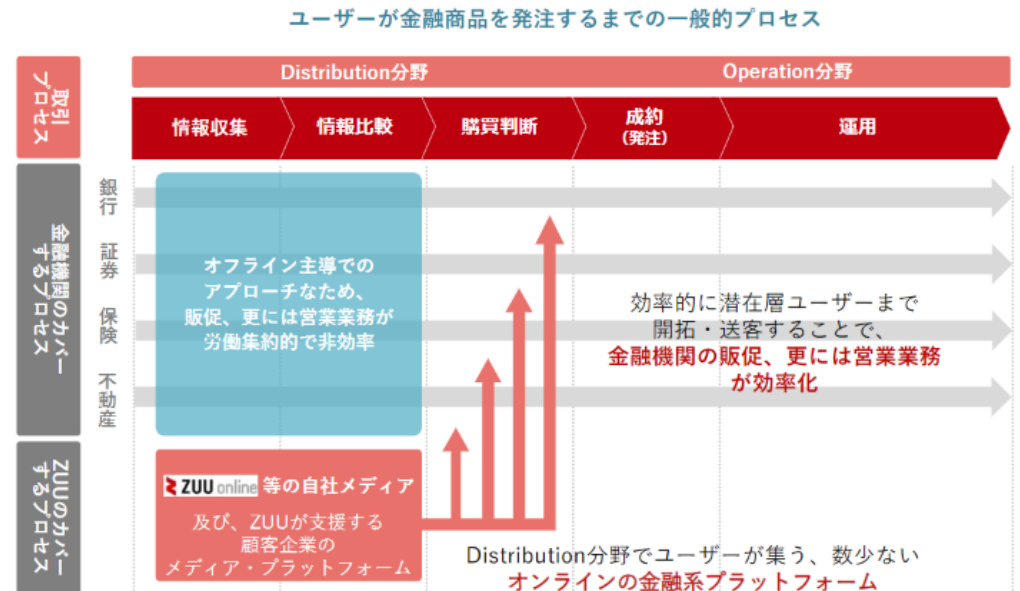 ユーザーが金融商品を発注するまでの一般的プロセス
取引
プロセス
Distribution分野
Operation分野
情報収集
情報比較
購買判断
成約
(発注)
運用
金融機関のカバー
するプロセス
銀行
証券
保険
不動産
オフライン主導での
アプローチなため、
販促、更には営業業務が
労働集約的で非効率
効率的に潜在層ユーザーまで
開拓・送客することで、
金融機関の販促、更には営業業務
が効率化
ZUUのカバー
するプロセス
ZUU online 等の自社メディア
及び、ZUUが支援する
顧客企業の
メディア・プラットフォーム
Distribution分野でユーザーが集う、数少ない
オンラインの金融系プラットフォーム